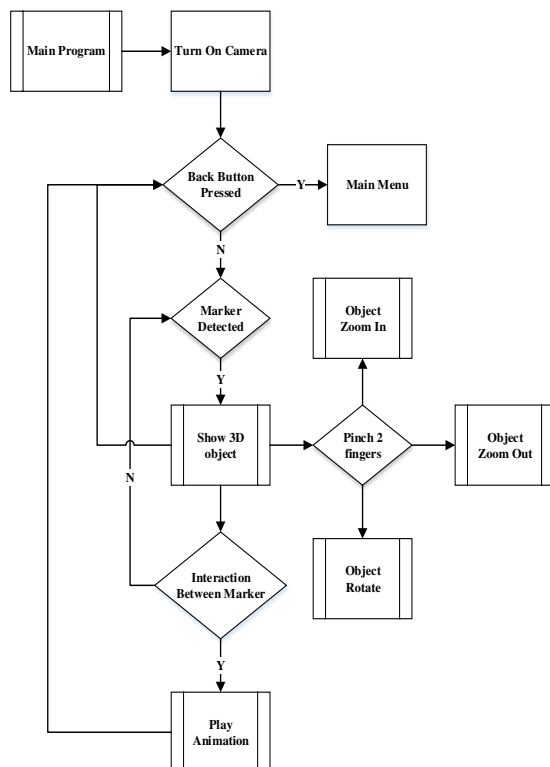 Main Program
Turn On Camera
Back Button
Pressed
Y
Main Menu
N
Marker
Detected
Object
Zoom In
Y
Show 3D
object
Pinch 2
fingers
Object
Zoom Out
N
Interaction
Between Marker
Object
Rotate
Y
Play
Animation